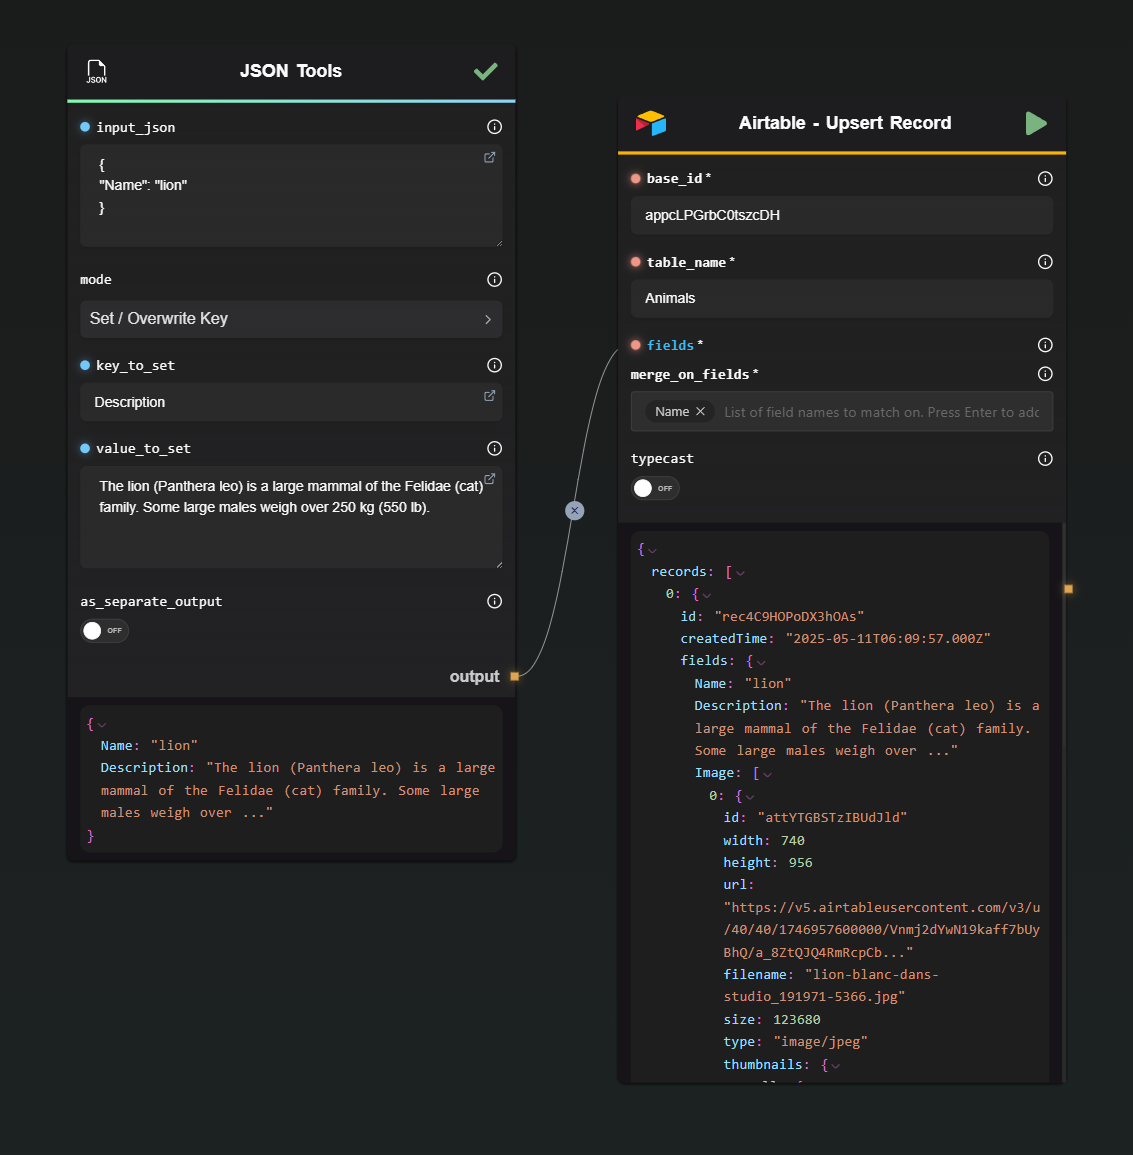 JSON
JSON Tools
input_json
{
"Name": "lion"
}
mode
Set / Overwrite Key
key_to_set
Description
value_to_set
The lion (Panthera leo) is a large mammal of the Felidae (cat)
family. Some large males weigh over 250 kg (550 lb).
as_separate_output
OFF
output
{
Name: "lion"
Description: "The lion (Panthera leo) is a large
mammal of the Felidae (cat) family. Some large
males weigh over ..."
}
Airtable - Upsert Record
base_id*
appcLPGrbC0tszcDH
table_name*
Animals
fields*
merge_on_fields*
Name × List of field names to match on. Press Enter to add
typecast
OFF
{
records: [
0: {
id: "rec4C9HOPoDX3hOAs"
createdTime: "2025-05-11T06:09:57.000Z"
fields: {
Name: "lion"
Description: "The lion (Panthera leo) is a
large mammal of the Felidae (cat) family.
Some large males weigh over ..."
Image: [
0: {
id: "attYTGBSTzIBUdJld"
width: 740
height: 956
url:
"https://v5.airtableusercontent.com/v3/u
/40/40/1746957600000/Vnmj2dYwN19kaff7bUy
BhQ/a_8ZtQJQ4RmRcpCb..."
filename: "lion-blanc-dans-
studio_191971-5366.jpg"
size: 123680
type: "image/jpeg"
thumbnails: {